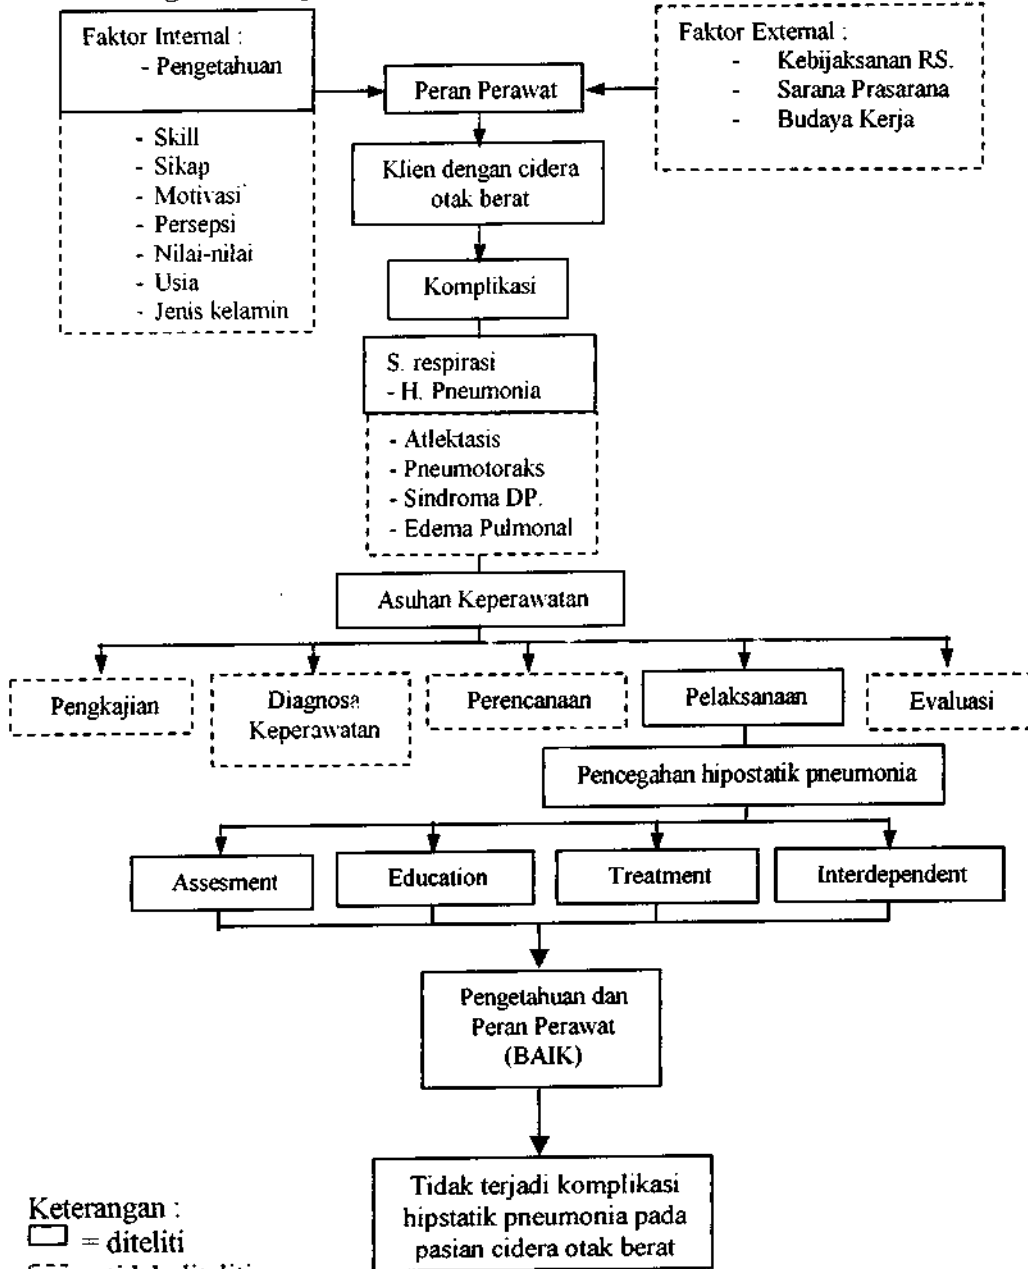 Faktor Internal :
- Pengetahuan
- Skill
- Sikap
- Motivasi
- Persepsi
- Nilai-nilai
- Usia
- Jenis kelamin
Peran Perawat
Faktor External :
- Kebijaksanan RS.
- Sarana Prasarana
- Budaya Kerja
Klien dengan cidera
otak berat
Komplikasi
S. respirasi
- H. Pneumonia
- Atlektasis
- Pneumotoraks
- Sindroma DP.
- Edema Pulmonal
Asuhan Keperawatan
Pengkajian
Diagnosa
Keperawatan
Perencanaan
Pelaksanaan
Evaluasi
Pencegahan hipostatik pneumonia
Assesment
Education
Treatment
Interdependent
Pengetahuan dan
Peran Perawat
(BAIK)
Tidak terjadi komplikasi
hipstatik pneumonia pada
pasian cidera otak berat
Keterangan :
= diteliti